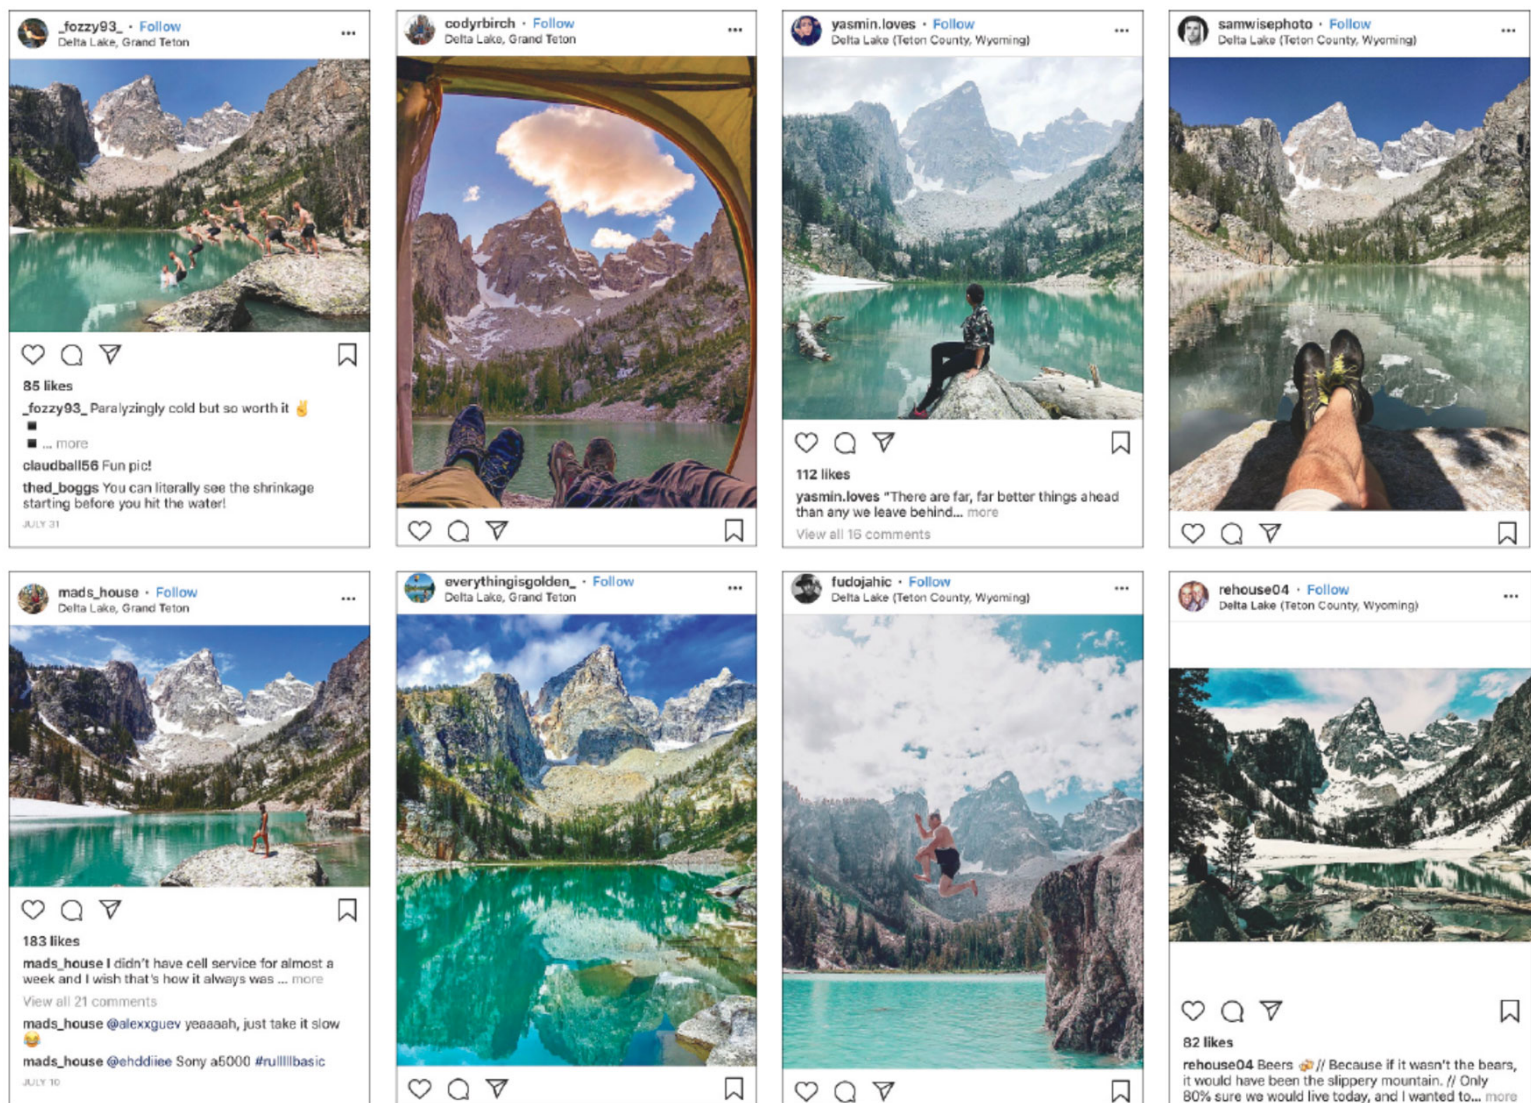 _fozzy93_ · Follow
Delta Lake, Grand Teton
85 likes
_fozzy93_ Paralyzingly cold but so worth it ✌
... more
claudball56 Fun pic!
thed_boggs You can literally see the shrinkage
starting before you hit the water!
JULY 31
codyrbirch · Follow
Delta Lake, Grand Teton
yasmin.loves · Follow
Delta Lake (Teton County, Wyoming)
112 likes
yasmin.loves "There are far, far better things ahead
than any we leave behind... more
View all 16 comments
samwisephoto · Follow
Delta Lake (Teton County, Wyoming)
mads_house · Follow
Delta Lake, Grand Teton
183 likes
mads_house I didn't have cell service for almost a
week and I wish that's how it always was ... more
View all 21 comments
mads_house @alexxguev yeaaaah, just take it slow
😂
mads_house @ehddiiee Sony a5000 #rulllllbasic
JULY 10
everythingisgolden_ · Follow
Delta Lake, Grand Teton
fudojahic · Follow
Delta Lake (Teton County, Wyoming)
rehouse04 · Follow
Delta Lake (Teton County, Wyoming)
82 likes
rehouse04 Beers 🍻 // Because if it wasn't the bears,
it would have been the slippery mountain. // Only
80% sure we would live today, and I wanted to... more